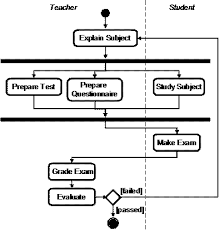 Teacher Student
Explain Subject
Prepare Test Prepare Study Subject
Questionnaire
Make Exam
Grade Exam
Evaluate [failed]
[passed]